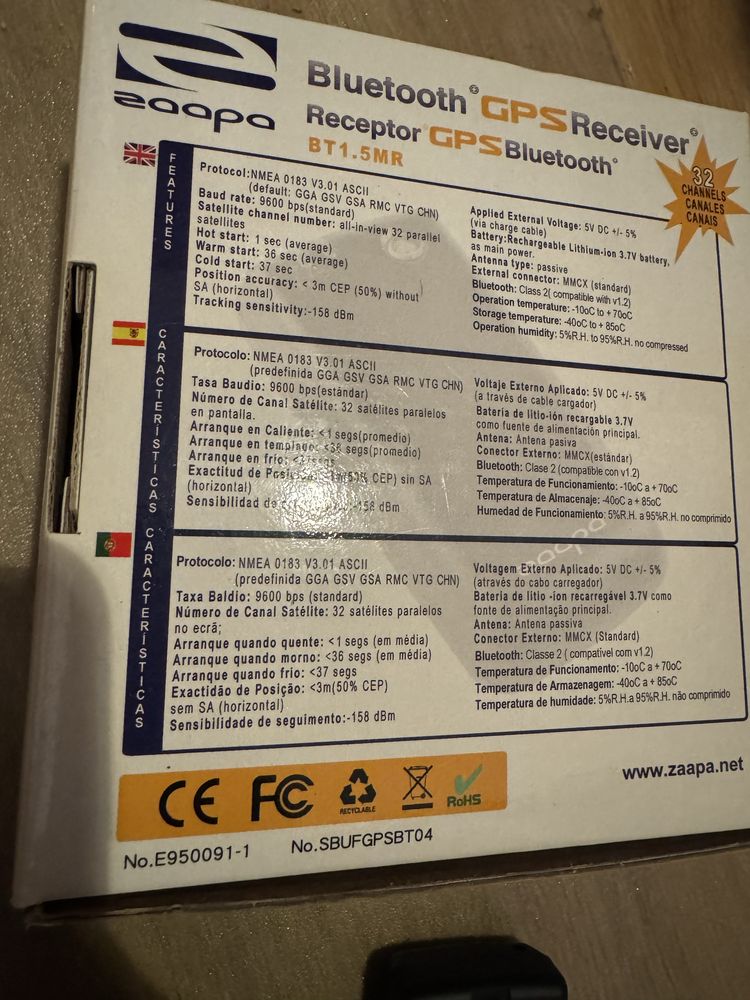 zaapa
Bluetooth® GPS Receiver®
Receptor GPS Bluetooth®
BT1.5MR
32
CHANNELS
CANALES
CANAIS
FEATURES
Protocol:NMEA 0183 V3.01 ASCII
(default: GGA GSV GSA RMC VTG CHN)
Baud rate: 9600 bps(standard)
Satellite channel number: all-in-view 32 parallel
satellites
Hot start: 1 sec (average)
Warm start: 36 sec (average)
Cold start: 37 sec
Position accuracy: < 3m CEP (50%) without
SA (horizontal)
Tracking sensitivity:-158 dBm
Applied External Voltage: 5V DC +/- 5%
(via charge cable)
Battery:Rechargeable Lithium-ion 3.7V battery,
as main power.
Antenna type: passive
External connector: MMCX (standard)
Bluetooth: Class 2( compatible with v1.2)
Operation temperature: -10oC to + 70oC
Storage temperature: -40oC to + 85oC
Operation humidity: 5%R.H. to 95%R.H. no compressed
CARACTERÍSTICAS
Protocolo: NMEA 0183 V3.01 ASCII
(predefinida GGA GSV GSA RMC VTG CHN)
Tasa Baudio: 9600 bps(estándar)
Número de Canal Satélite: 32 satélites paralelos
en pantalla.
Arranque en Caliente: <1 segs(promedio)
Arranque en templado: <36 segs(promedio)
Arranque en frío:
Exactitud de Posición: CEP) sin SA
(horizontal)
Sensibilidad de -158 dBm
Voltaje Externo Aplicado: 5V DC +/- 5%
(a través de cable cargador)
Batería de litio-ión recargable 3.7V
como fuente de alimentación principal.
Antena: Antena pasiva
Conector Externo: MMCX(estándar)
Bluetooth: Clase 2 (compatible con v1.2)
Temperatura de Funcionamiento: -10oC a + 70oC
Temperatura de Almacenaje: -40oC a + 85oC
Humedad de Funcionamiento: 5%R.H. a 95%R.H. no comprimido
zaapa
CARACTERÍSTICAS
Protocolo: NMEA 0183 V3.01 ASCII
(predefinida GGA GSV GSA RMC VTG CHN)
Taxa Baldio: 9600 bps (standard)
Número de Canal Satélite: 32 satélites paralelos
no ecrã;
Arranque quando quente: <1 segs (em média)
Arranque quando morno: <36 segs (em média)
Arranque quando frío: <37 segs
Exactidão de Posição: <3m(50% CEP)
sem SA (horizontal)
Sensibilidade de seguimento:-158 dBm
Voltagem Externo Aplicado: 5V DC +/- 5%
(através do cabo carregador)
Bateria de litio -ion recarregável 3.7V como
fonte de alimentação principal.
Antena: Antena passiva
Conector Externo: MMCX (Standard)
Bluetooth: Classe 2 ( compatível com v1.2)
Temperatura de Funcionamento: -10oC a + 70oC
Temperatura de Armazenagem: -40oC a + 85oC
Temperatura de humidade: 5%R.H.a 95%R.H. não comprimido
CE FC RECYCLABLE RoHS
www.zaapa.net
No.E950091-1 No.SBUFGPSBT04